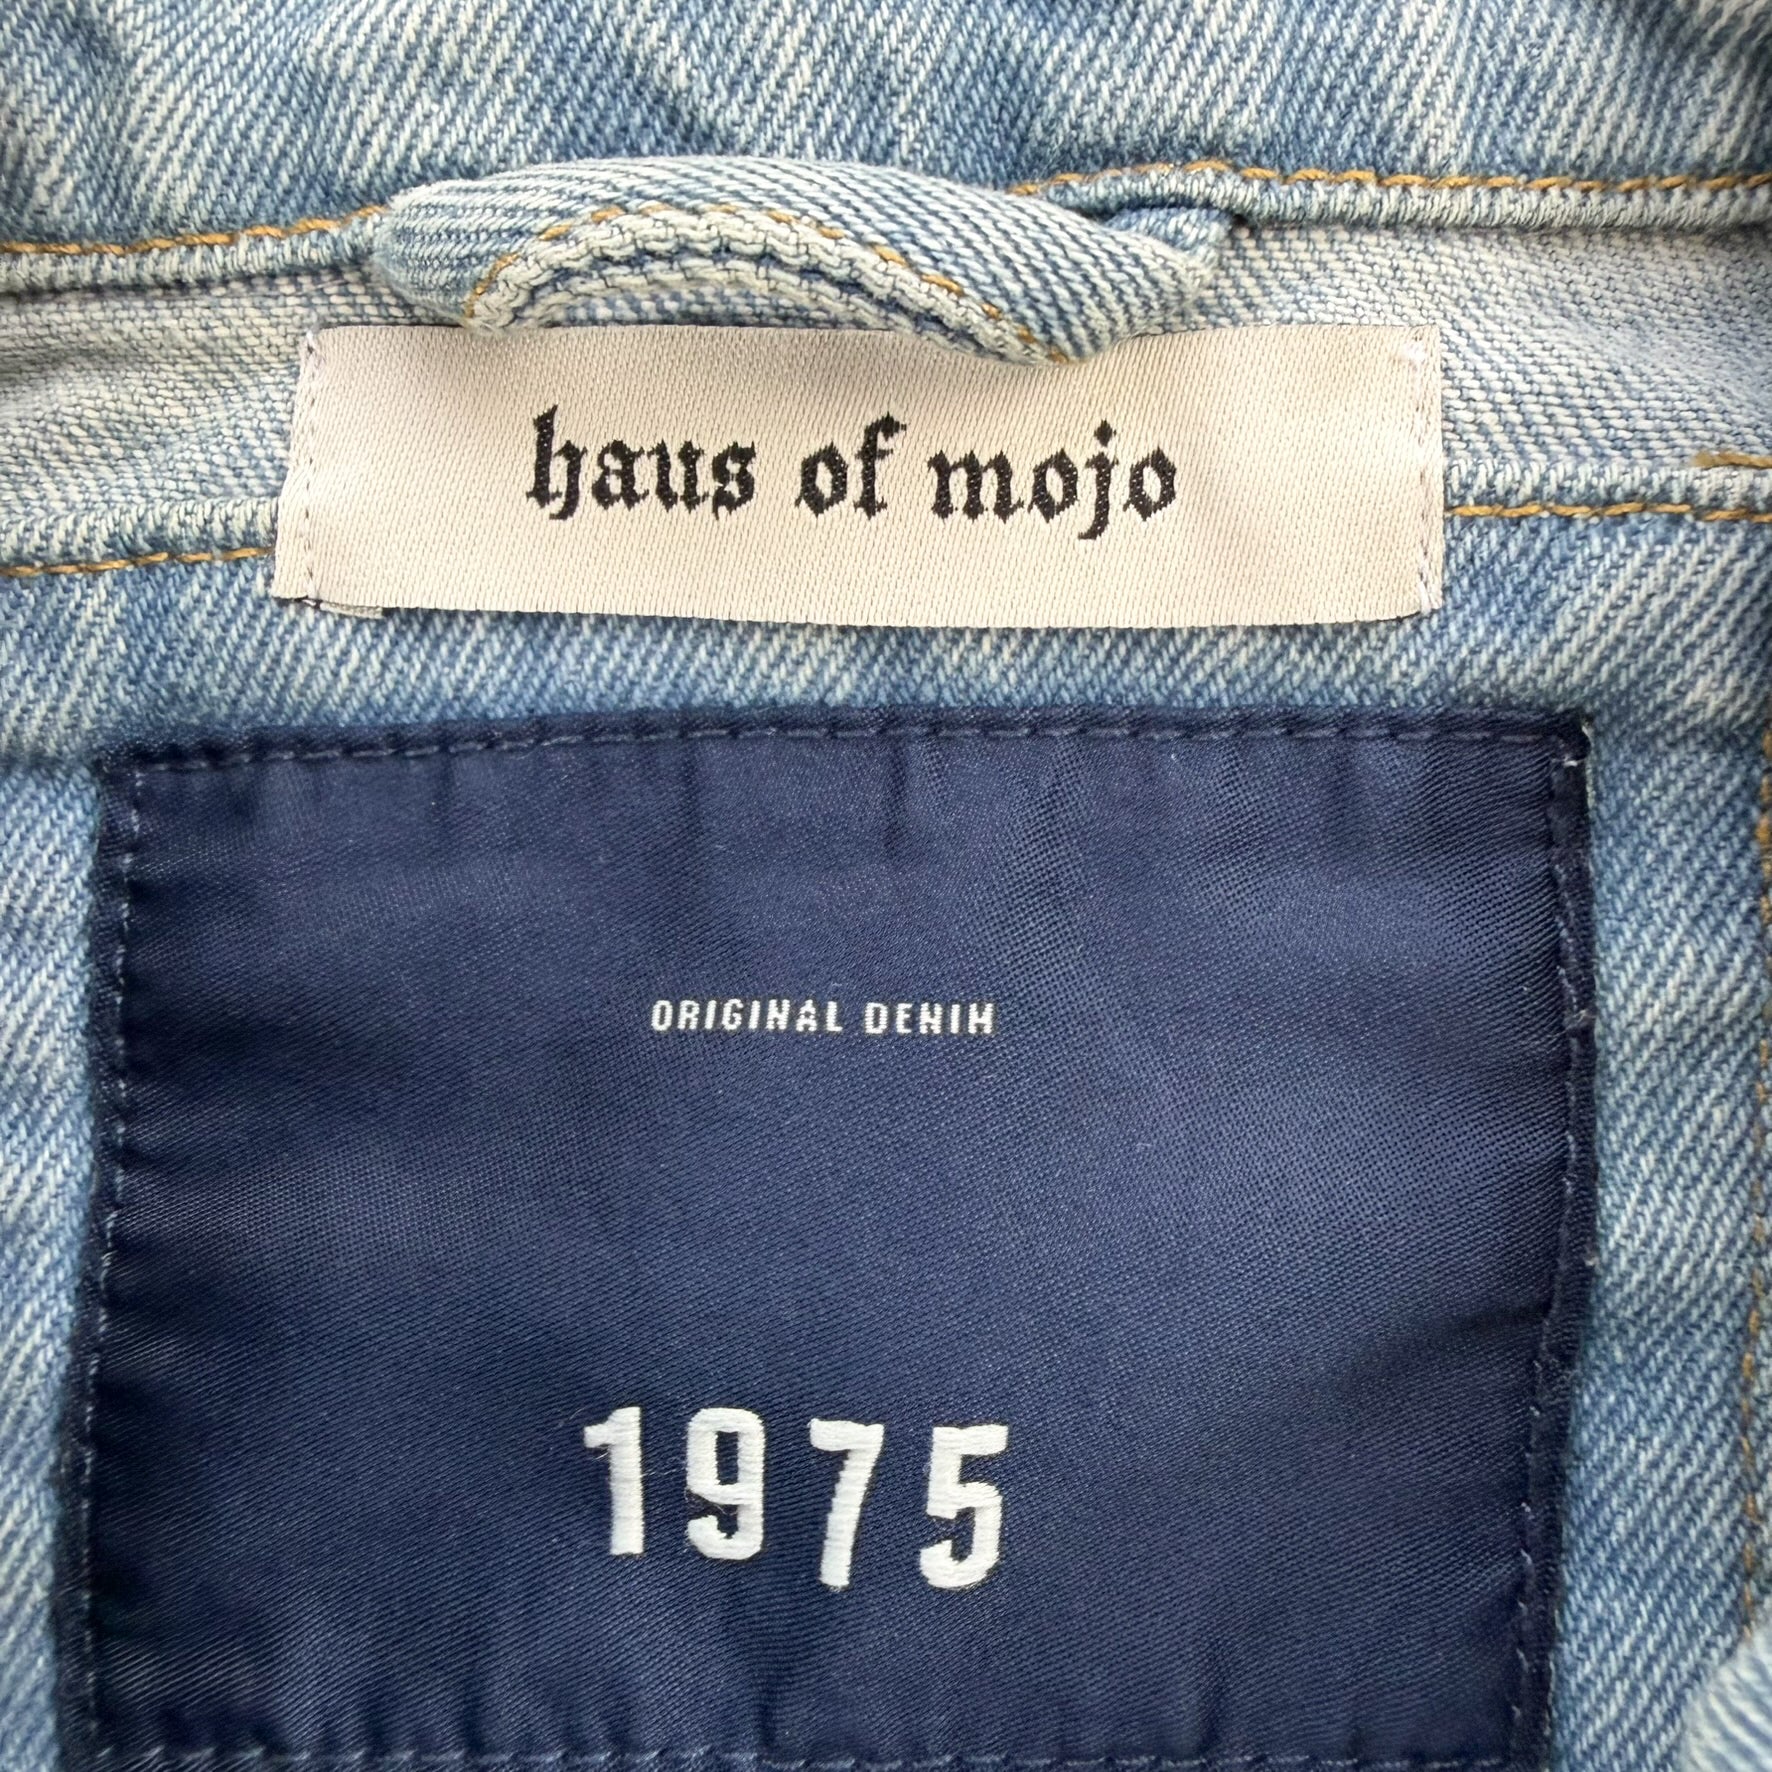 haus of mojo
ORIGINAL DENIM
1975